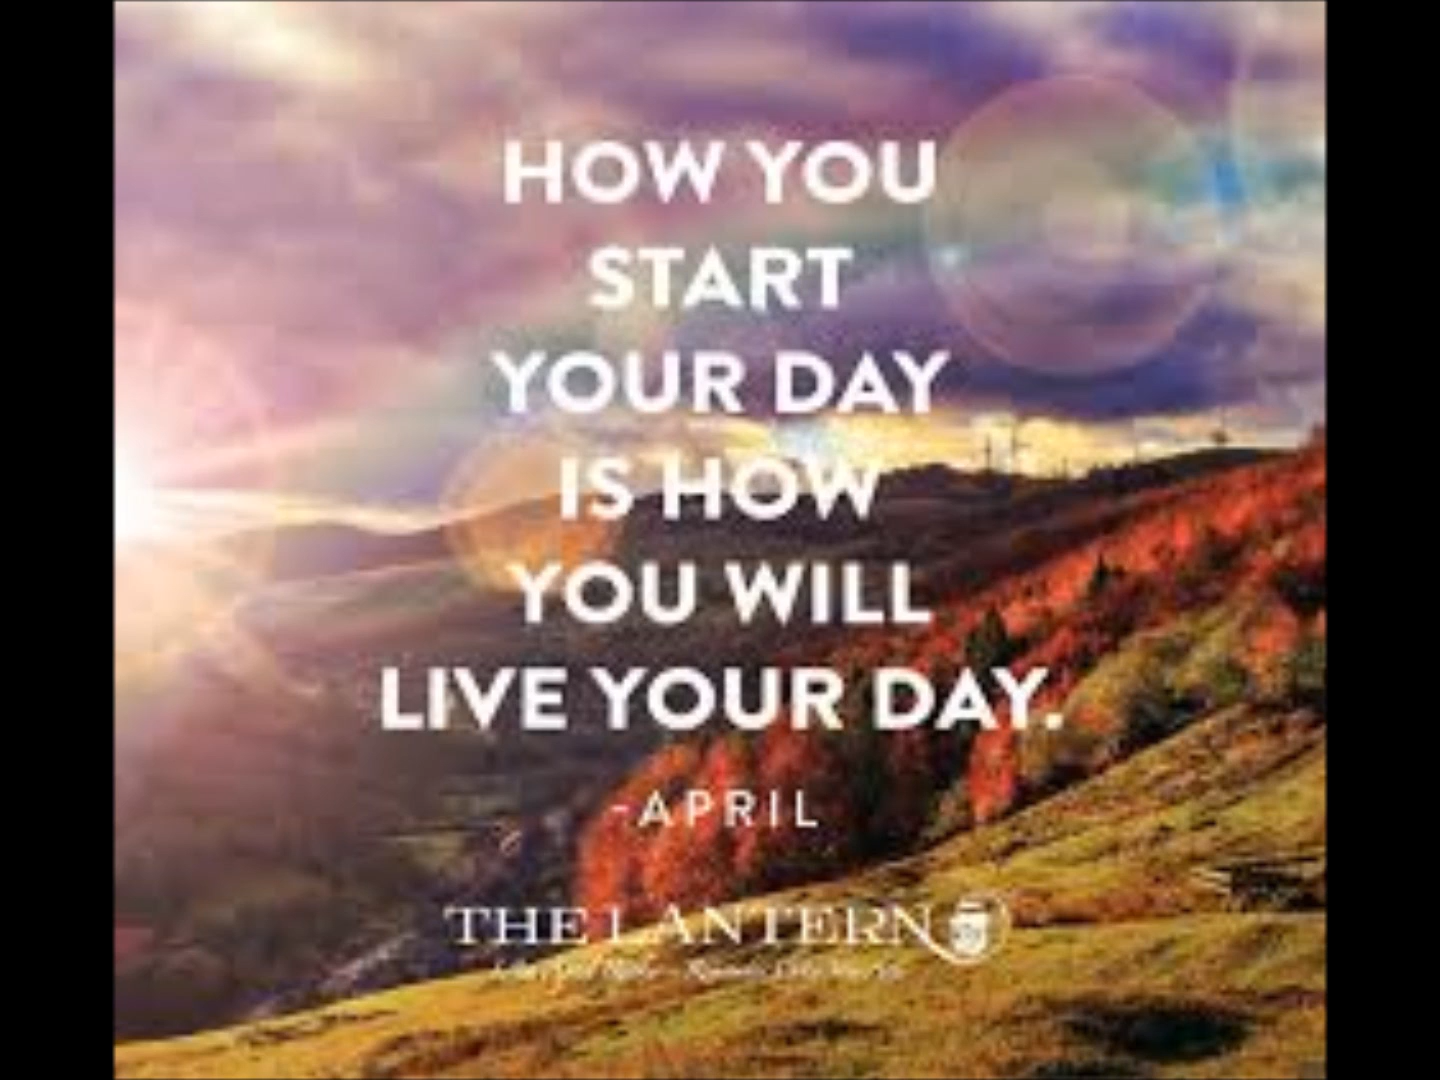 HOW YOU
START
YOUR DAY
IS HOW
YOU WILL
LIVE YOUR DAY.
-APRIL
THE LANTERN